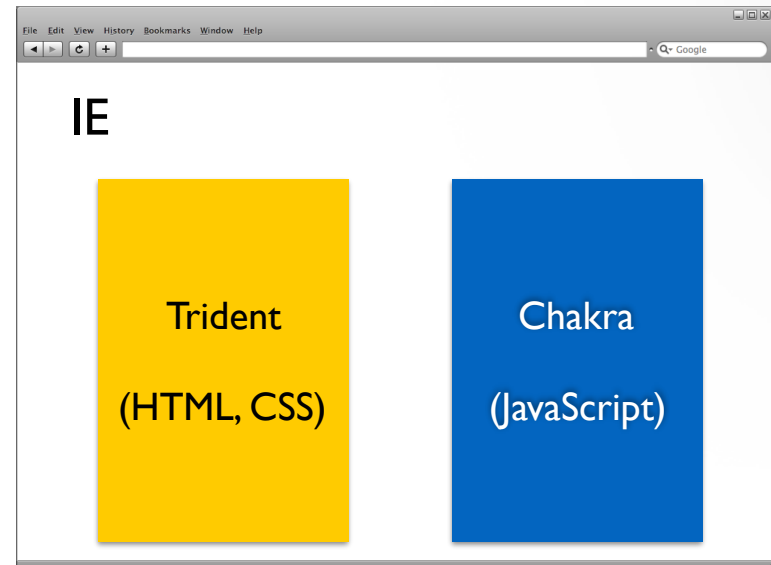 File Edit View History Bookmarks Window Help
Google
IE
Trident
(HTML, CSS)
Chakra
(JavaScript)